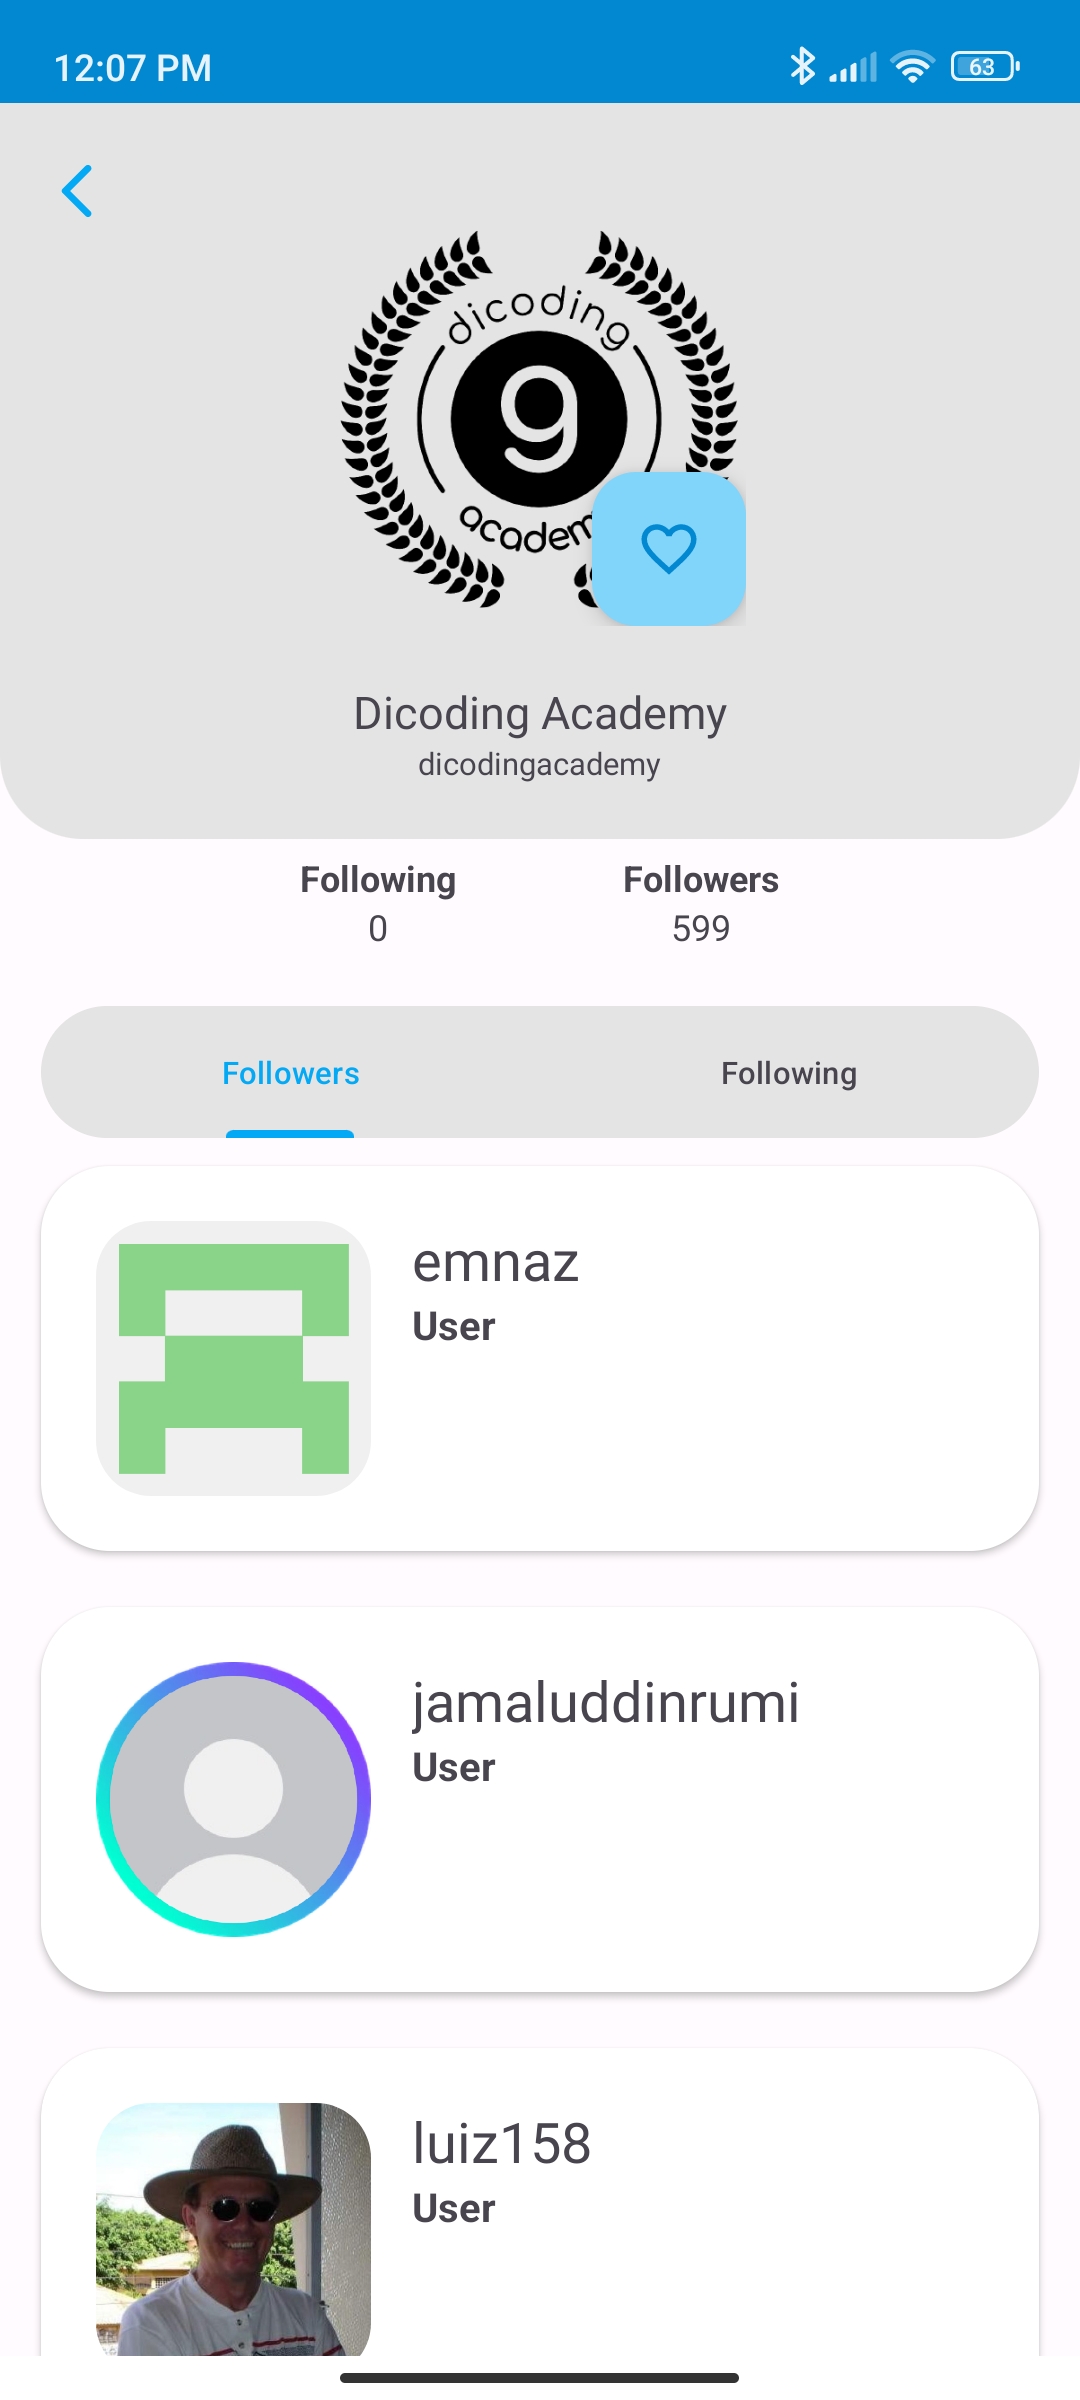 12:07 PM
63
dicoding
g
academ
Dicoding Academy
dicodingacademy
Following
Followers
0
599
Followers
Following
emnaz
User
jamaluddinrumi
User
luiz158
User